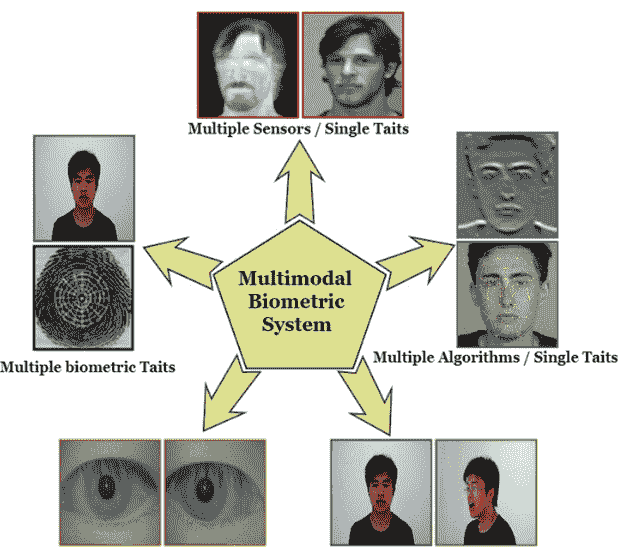 Multiple Sensors / Single Taits
Multimodal
Biometric
System
Multiple biometric Taits
Multiple Algorithms / Single Taits